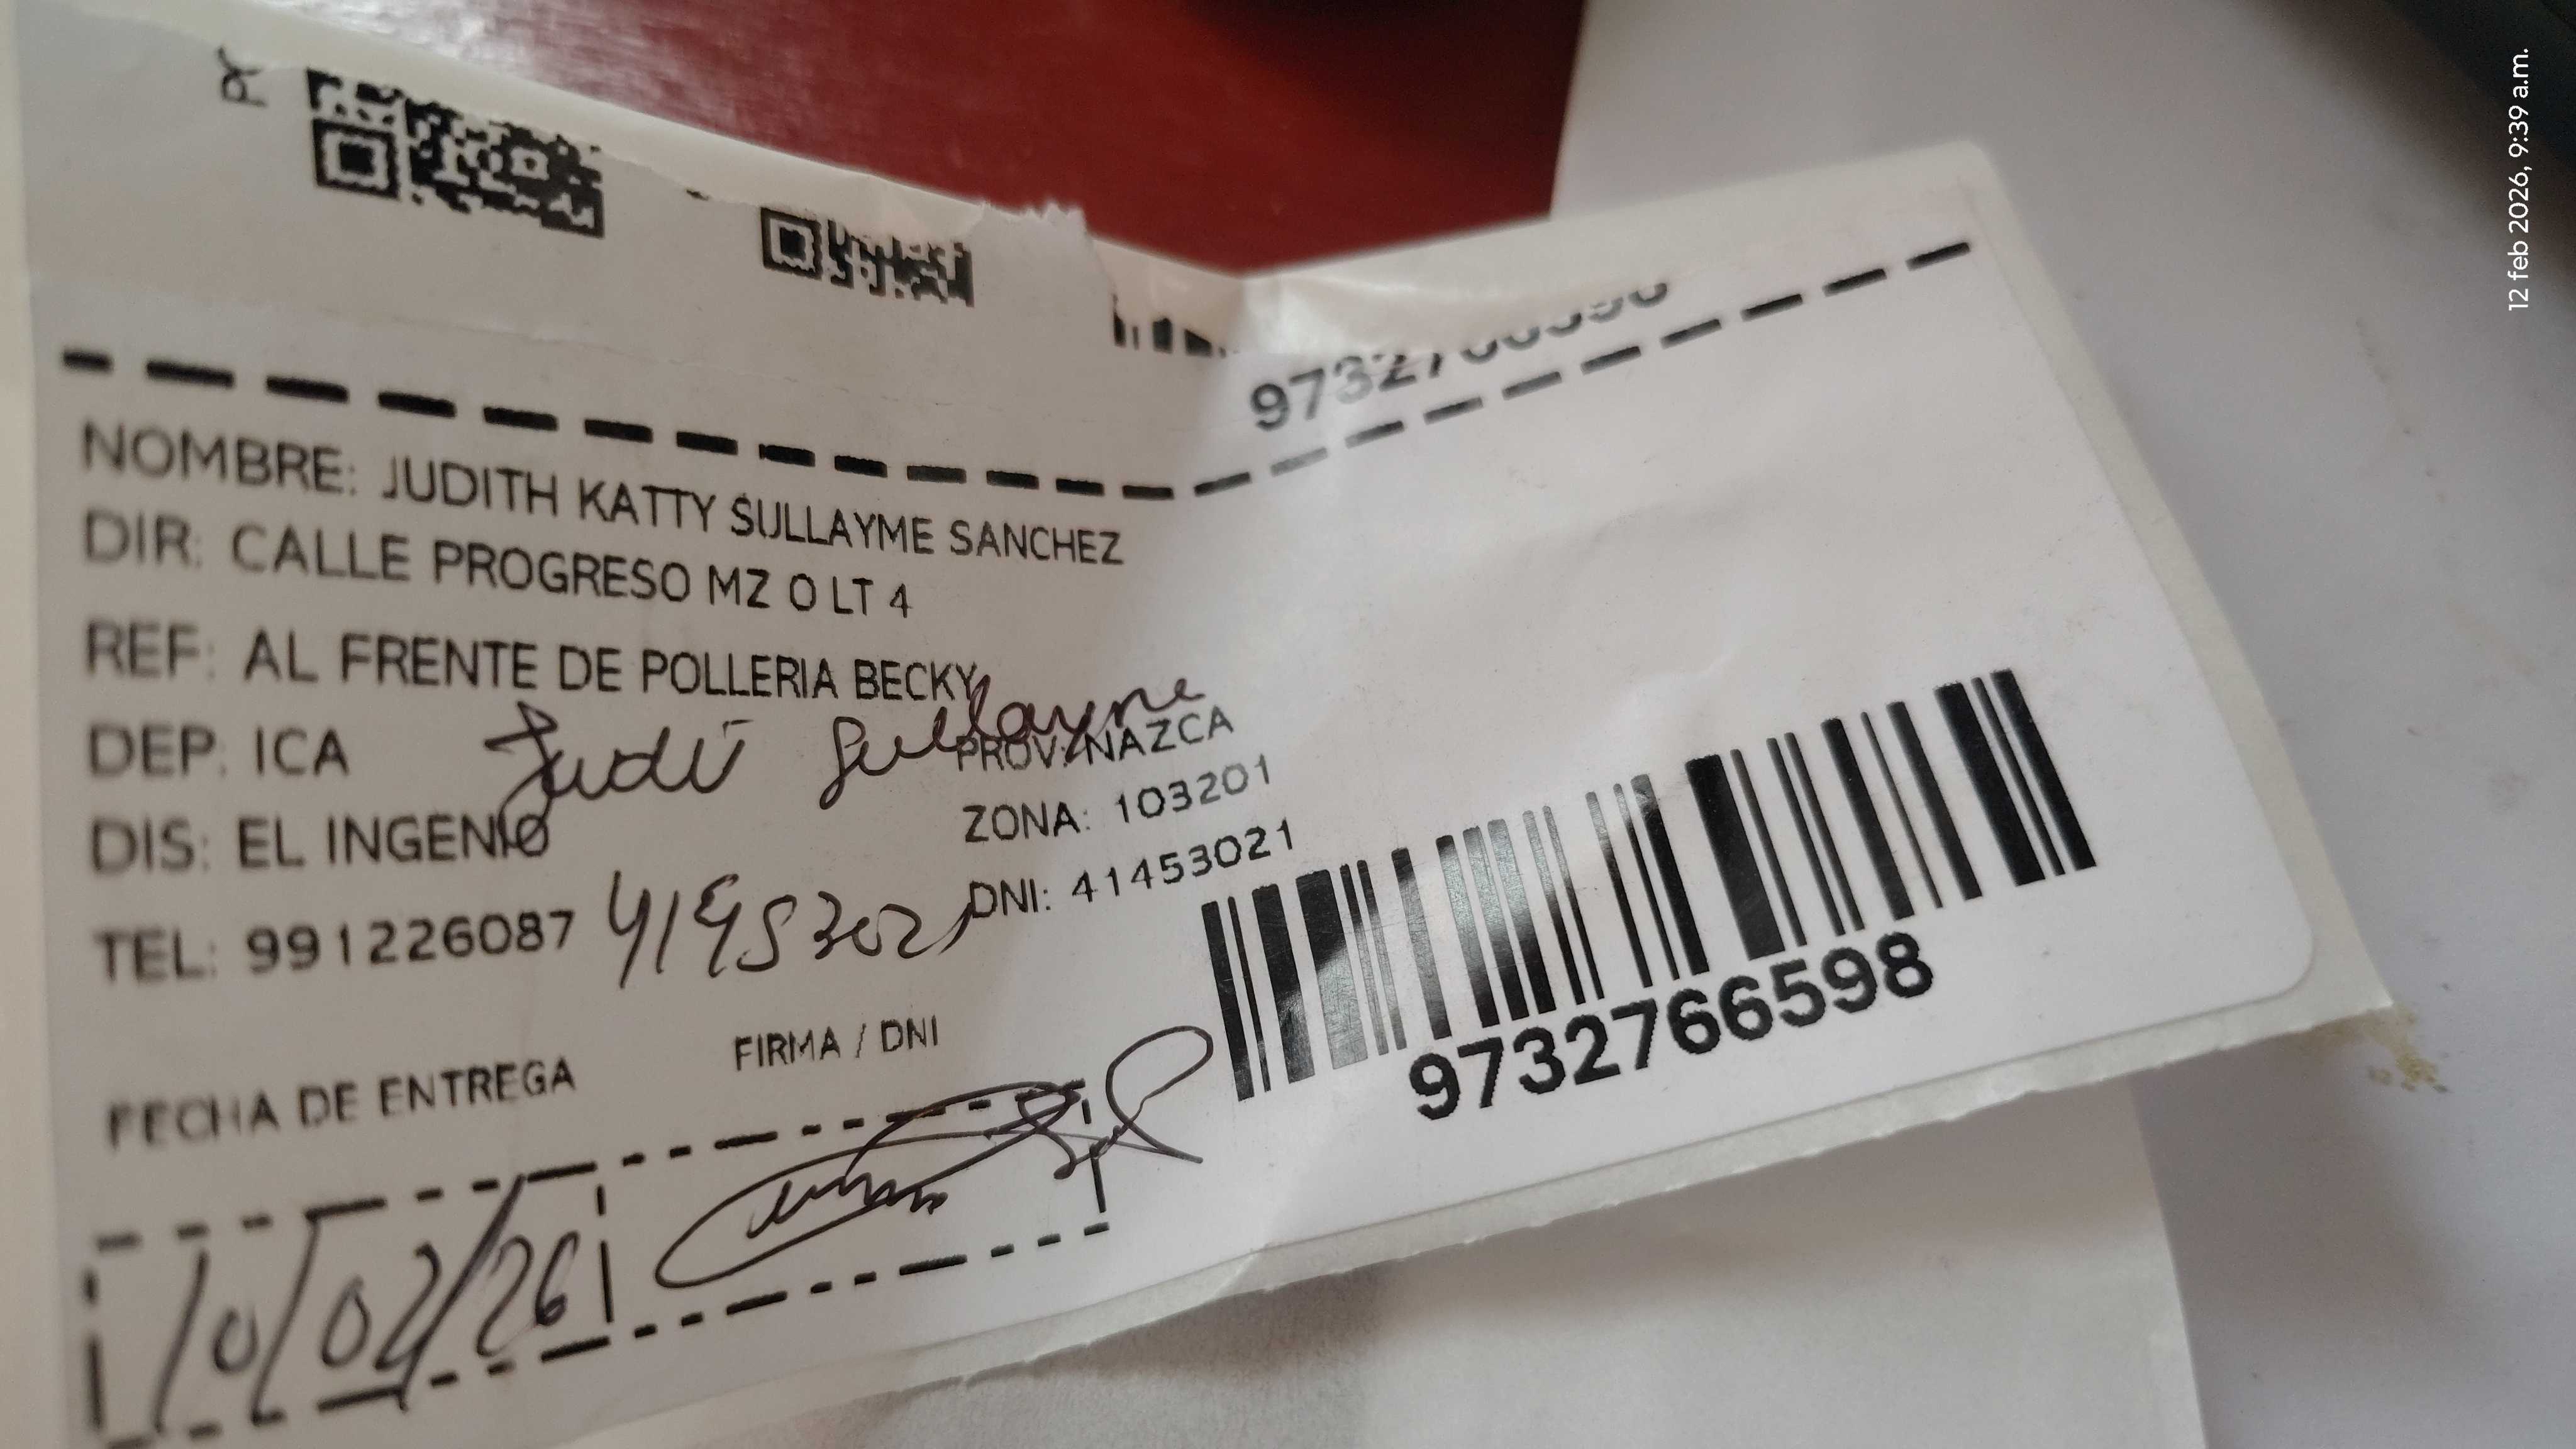 NOMBRE: JUDITH KATTY SULLAYME SANCHEZ
DIR: CALLE PROGRESO MZ O LT 4
REF: AL FRENTE DE POLLERIA BECKY
DEP: ICA
PROV: NAZCA
Sullayme
DIS: EL INGENIO
ZONA: 103201
TEL: 991226087
41453021
DNI: 41453021
FECHA DE ENTREGA
FIRMA / DNI
10/02/26
9732766598
12 feb 2026, 9:39 a.m.